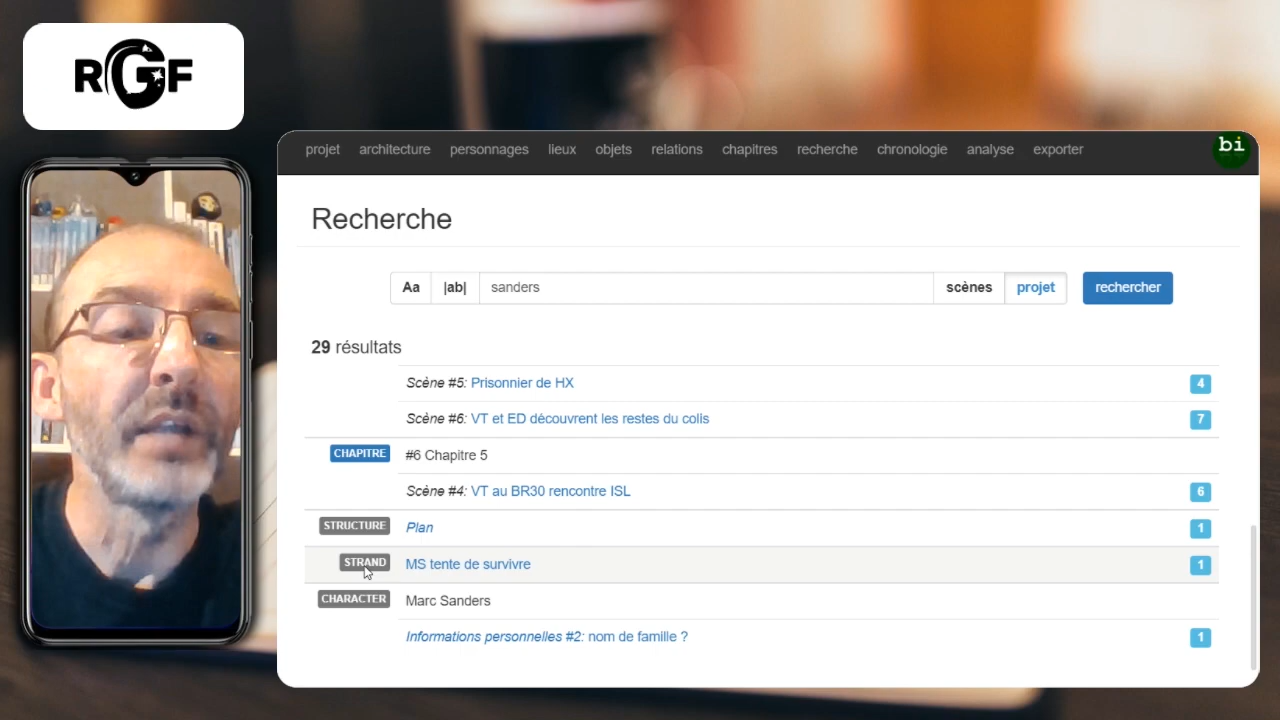 RGF
projet architecture personnages lieux objets relations chapitres recherche chronologie analyse exporter
bi
Recherche
Aa |ab| sanders scènes projet rechercher
29 résultats
Scène #5: Prisonnier de HX 4
Scène #6: VT et ED découvrent les restes du colis 7
CHAPITRE #6 Chapitre 5
Scène #4: VT au BR30 rencontre ISL 6
STRUCTURE Plan 1
STRAND MS tente de survivre 1
CHARACTER Marc Sanders
Informations personnelles #2: nom de famille ? 1